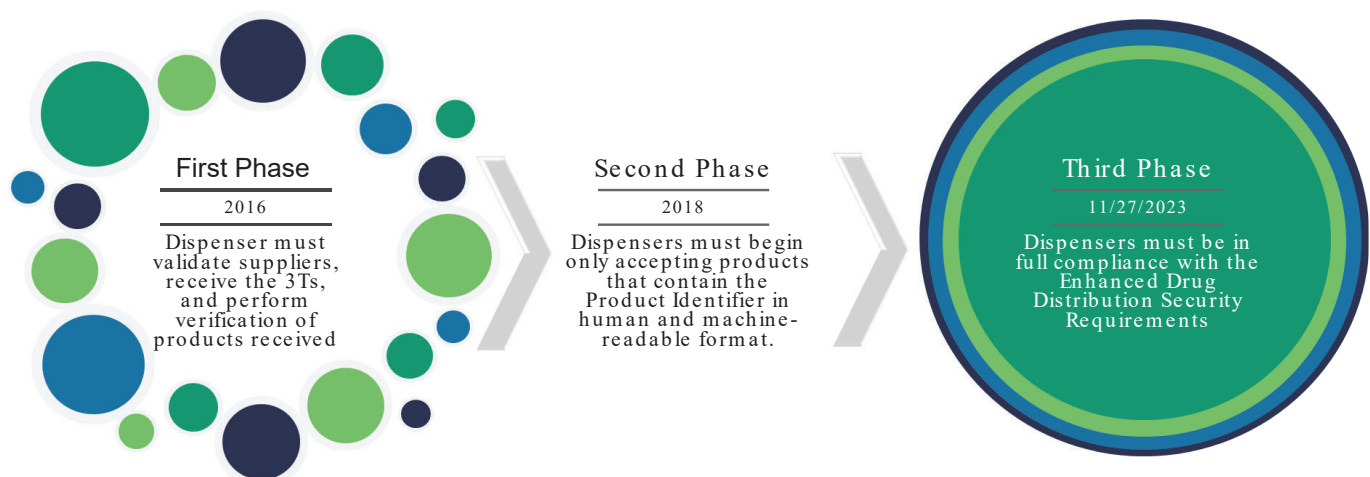 First Phase
2016
Dispenser must
validate suppliers,
receive the 3Ts,
and perform
verification of
products received
Second Phase
2018
Dispensers must begin
only accepting products
that contain the
Product Identifier in
human and machine-
readable format.
Third Phase
11/27/2023
Dispensers must be in
full compliance with the
Enhanced Drug
Distribution Security
Requirements